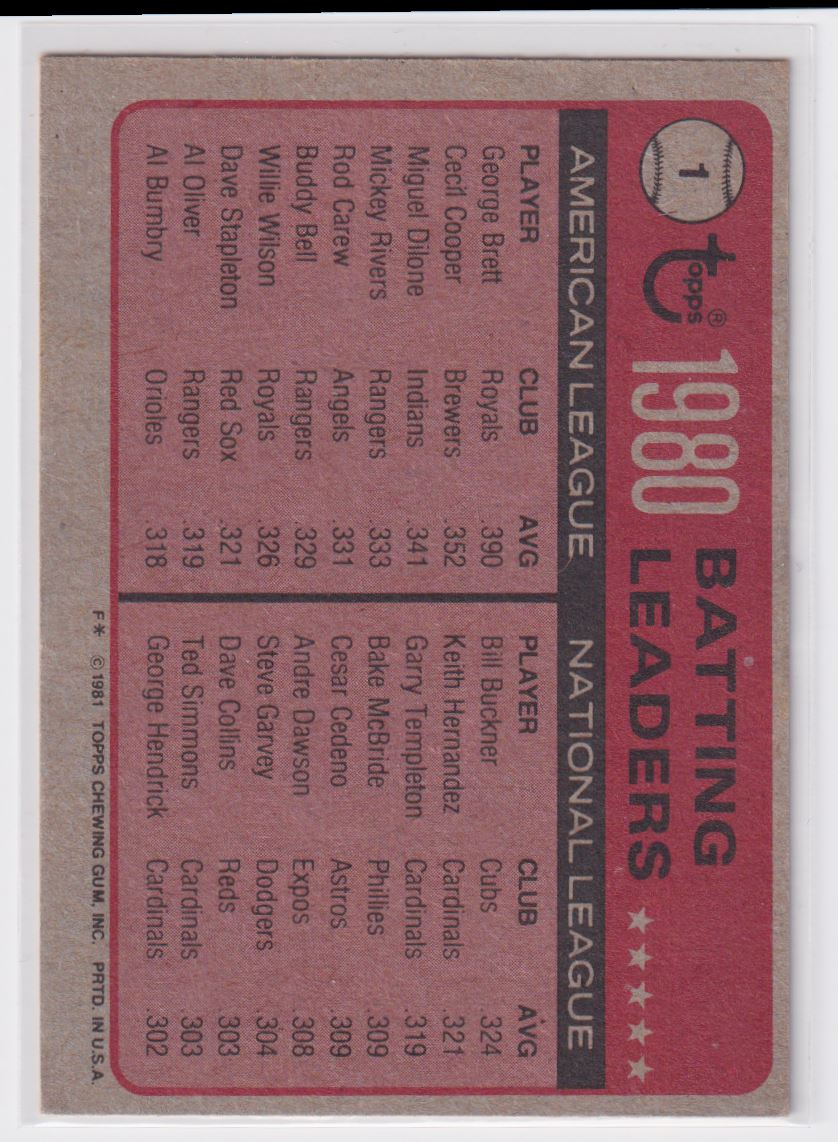 1
topps®
1980 BATTING LEADERS
AMERICAN LEAGUE
PLAYER CLUB AVG
George Brett Royals .390
Cecil Cooper Brewers .352
Miguel Dilone Indians .341
Mickey Rivers Rangers .333
Rod Carew Angels .331
Buddy Bell Rangers .329
Willie Wilson Royals .326
Dave Stapleton Red Sox .321
Al Oliver Rangers .319
Al Bumbry Orioles .318
NATIONAL LEAGUE
PLAYER CLUB AVG
Bill Buckner Cubs .324
Keith Hernandez Cardinals .321
Garry Templeton Cardinals .319
Bake McBride Phillies .309
Cesar Cedeno Astros .309
Andre Dawson Expos .308
Steve Garvey Dodgers .304
Dave Collins Reds .303
Ted Simmons Cardinals .303
George Hendrick Cardinals .302
F* © 1981 TOPPS CHEWING GUM, INC. PRTD. IN U.S.A.